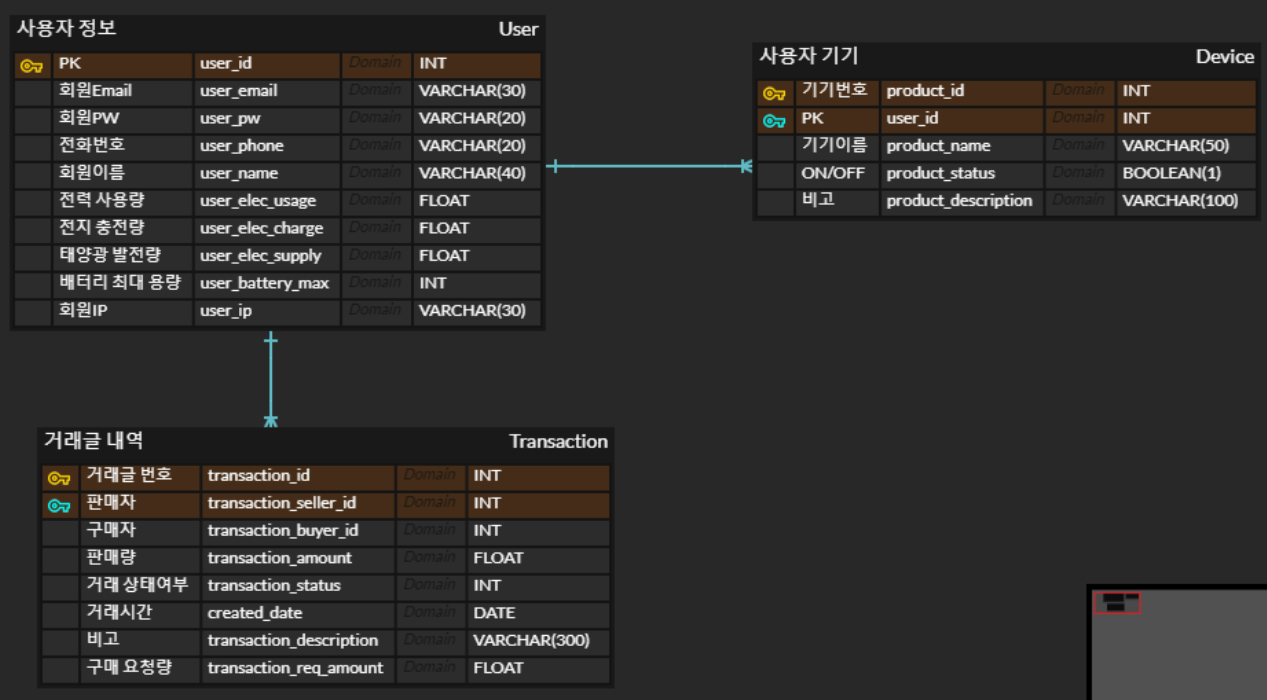 사용자 정보 User
PK user_id Domain INT
회원Email user_email Domain VARCHAR(30)
회원PW user_pw Domain VARCHAR(20)
전화번호 user_phone Domain VARCHAR(20)
회원이름 user_name Domain VARCHAR(40)
전력 사용량 user_elec_usage Domain FLOAT
전지 충전량 user_elec_charge Domain FLOAT
태양광 발전량 user_elec_supply Domain FLOAT
배터리 최대 용량 user_battery_max Domain INT
회원IP user_ip Domain VARCHAR(30)
사용자 기기 Device
기기번호 product_id Domain INT
PK user_id Domain INT
기기이름 product_name Domain VARCHAR(50)
ON/OFF product_status Domain BOOLEAN(1)
비고 product_description Domain VARCHAR(100)
거래글 내역 Transaction
거래글 번호 transaction_id Domain INT
판매자 transaction_seller_id Domain INT
구매자 transaction_buyer_id Domain INT
판매량 transaction_amount Domain FLOAT
거래 상태여부 transaction_status Domain INT
거래시간 created_date Domain DATE
비고 transaction_description Domain VARCHAR(300)
구매 요청량 transaction_req_amount Domain FLOAT